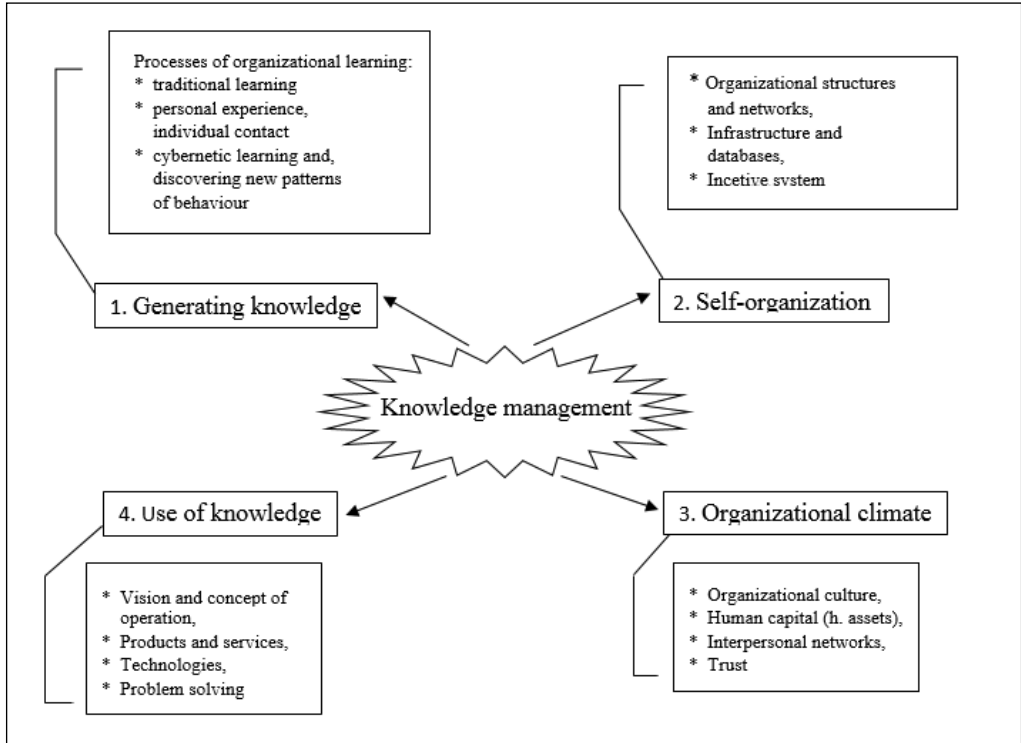 Processes of organizational learning:
* traditional learning
* personal experience,
individual contact
* cybernetic learning and,
discovering new patterns
of behaviour
1. Generating knowledge
* Organizational structures
and networks,
* Infrastructure and
databases,
* Incetive system
2. Self-organization
Knowledge management
4. Use of knowledge
* Vision and concept of
operation,
* Products and services,
* Technologies,
* Problem solving
3. Organizational climate
* Organizational culture,
* Human capital (h. assets),
* Interpersonal networks,
* Trust